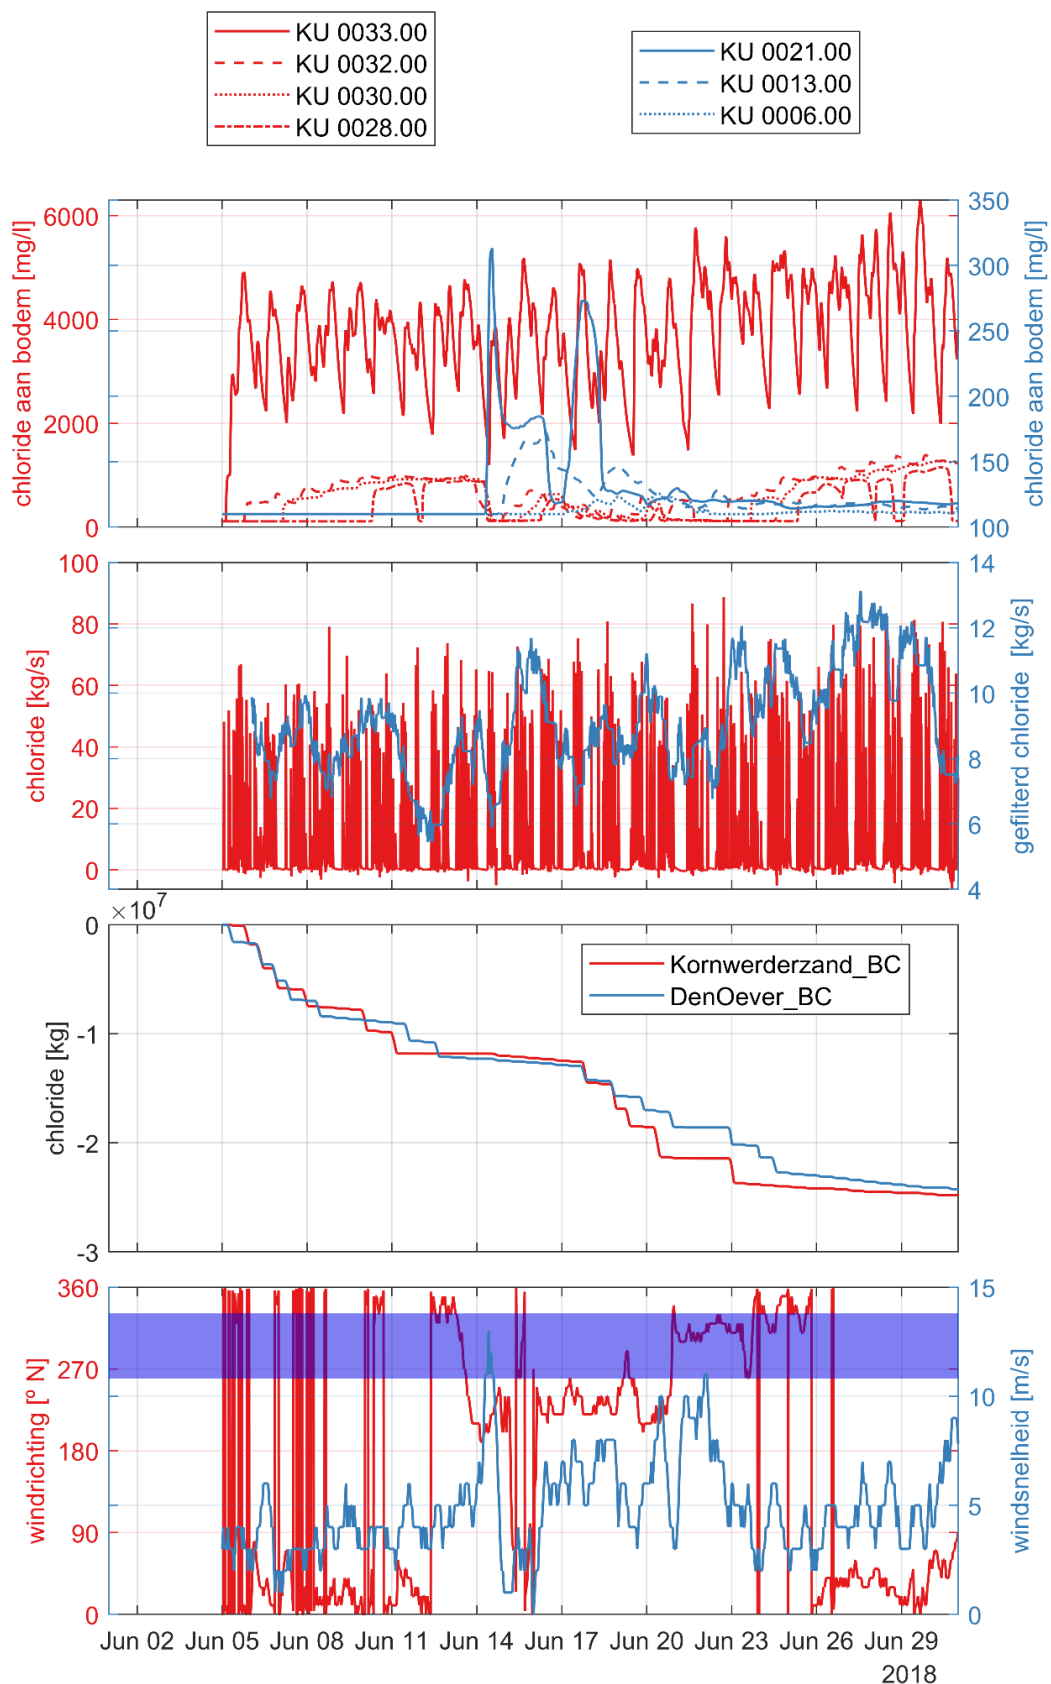 KU 0033.00
KU 0032.00
KU 0030.00
KU 0028.00
KU 0021.00
KU 0013.00
KU 0006.00
chloride aan bodem [mg/l]
6000
4000
2000
0
350
300
250
200
150
100
chloride aan bodem [mg/l]
chloride [kg/s]
100
80
60
40
20
0
14
12
10
8
6
4
gefilterd chloride [kg/s]
×10^7
chloride [kg]
0
-1
-2
-3
Kornwerderzand_BC
DenOever_BC
windrichting [º N]
360
270
180
90
0
15
10
5
0
windsnelheid [m/s]
Jun 02 Jun 05 Jun 08 Jun 11 Jun 14 Jun 17 Jun 20 Jun 23 Jun 26 Jun 29
2018